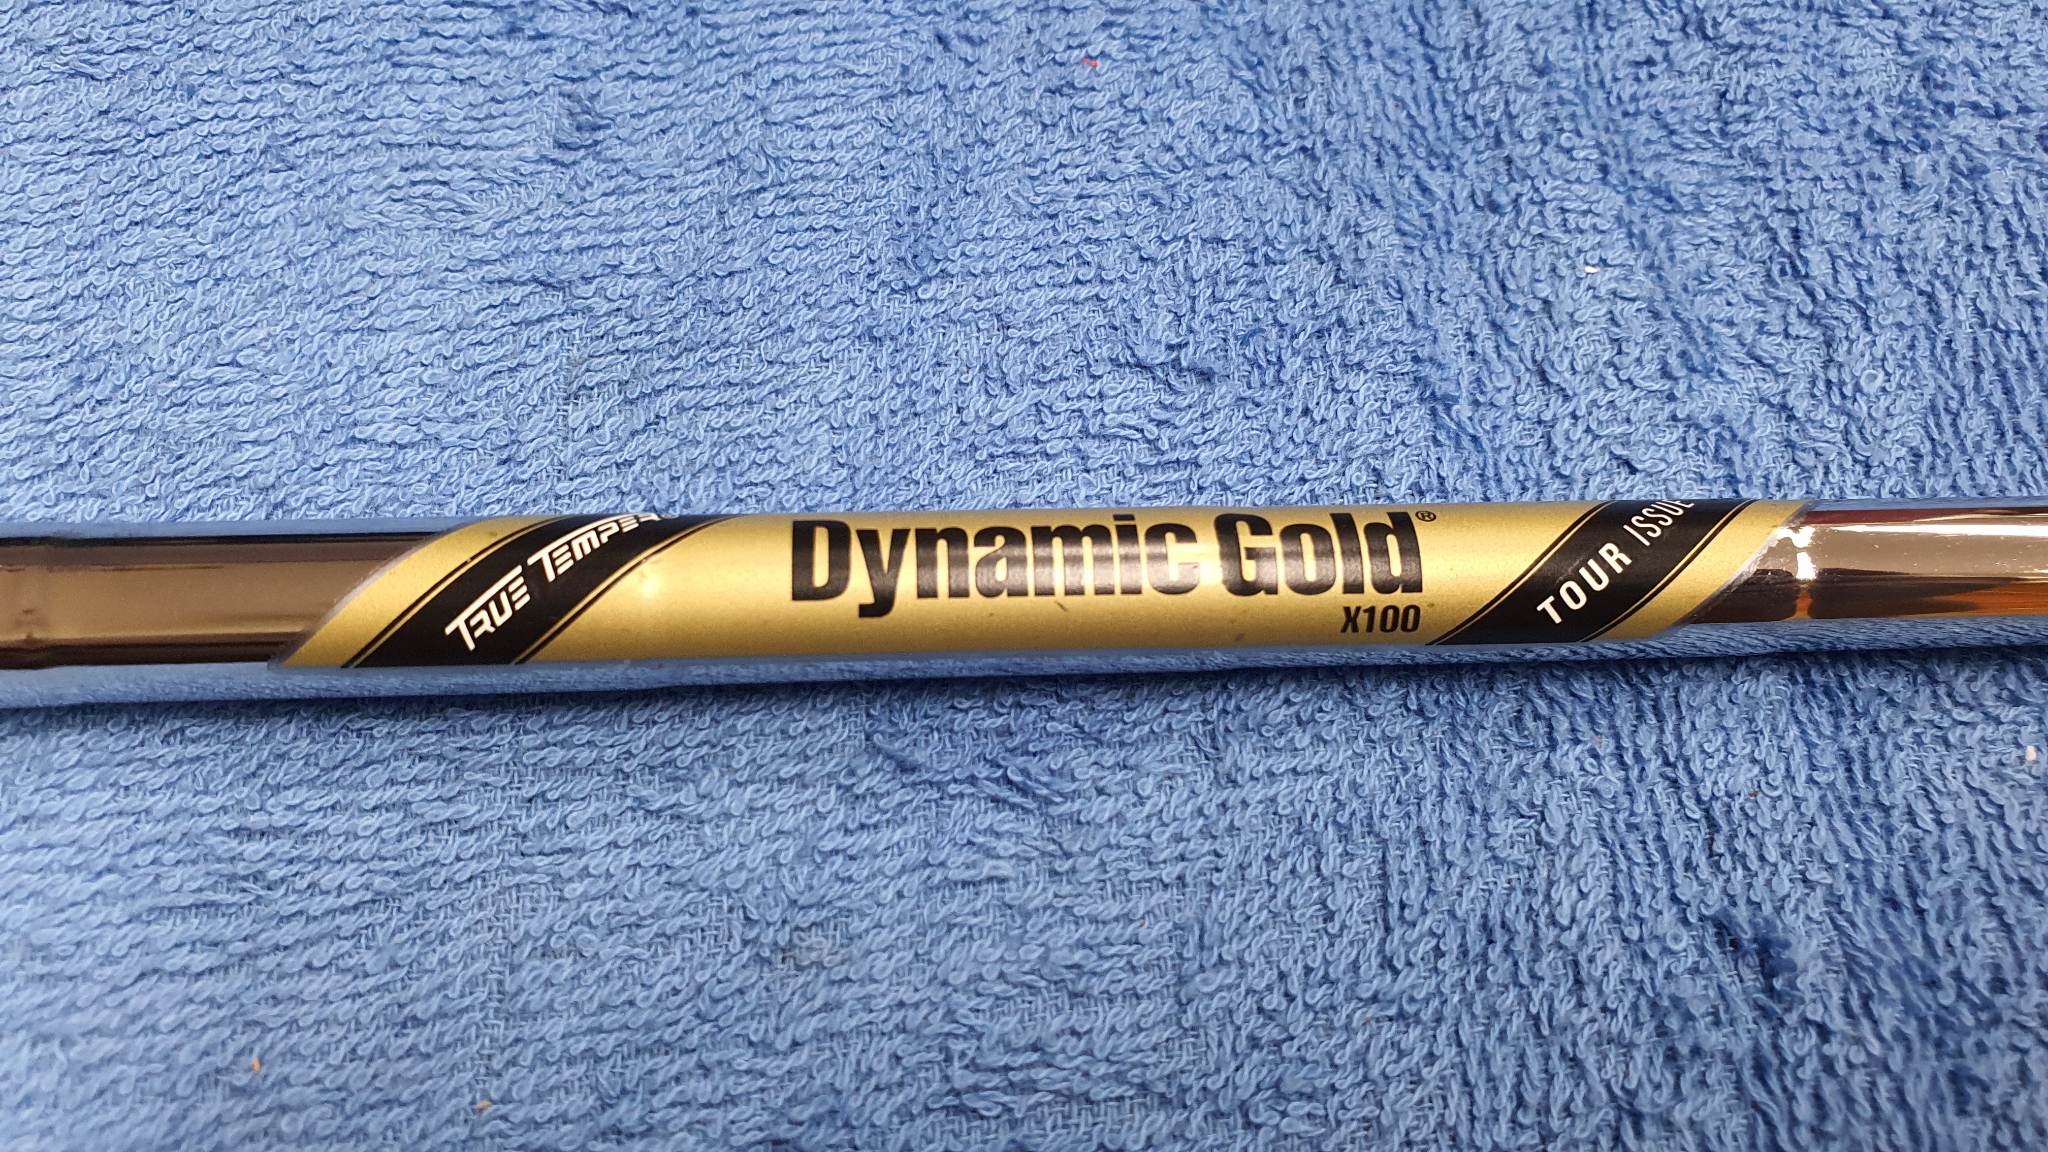 TRUE TEMPER
Dynamic Gold®
X100
TOUR ISSUE